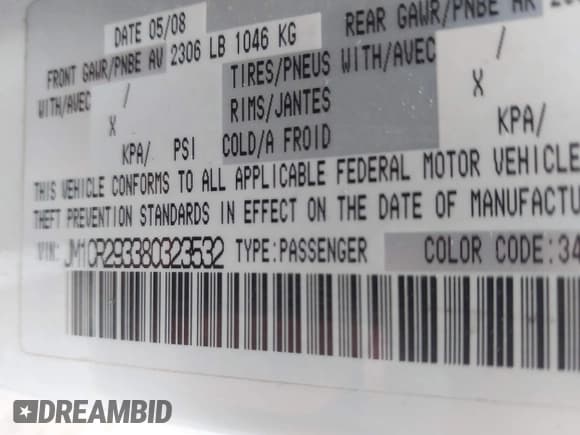 DATE 05/08
FRONT GAWR/PNBE AV 2306 LB 1046 KG
REAR GAWR/PNBE AR
WITH/AVEC / TIRES/PNEUS WITH/AVEC /
X RIMS/JANTES X
KPA/ PSI COLD/A FROID KPA/
THIS VEHICLE CONFORMS TO ALL APPLICABLE FEDERAL MOTOR VEHICLE
THEFT PREVENTION STANDARDS IN EFFECT ON THE DATE OF MANUFACTU
VIN: JM1CR293380323532 TYPE:PASSENGER COLOR CODE:34
DREAMBID